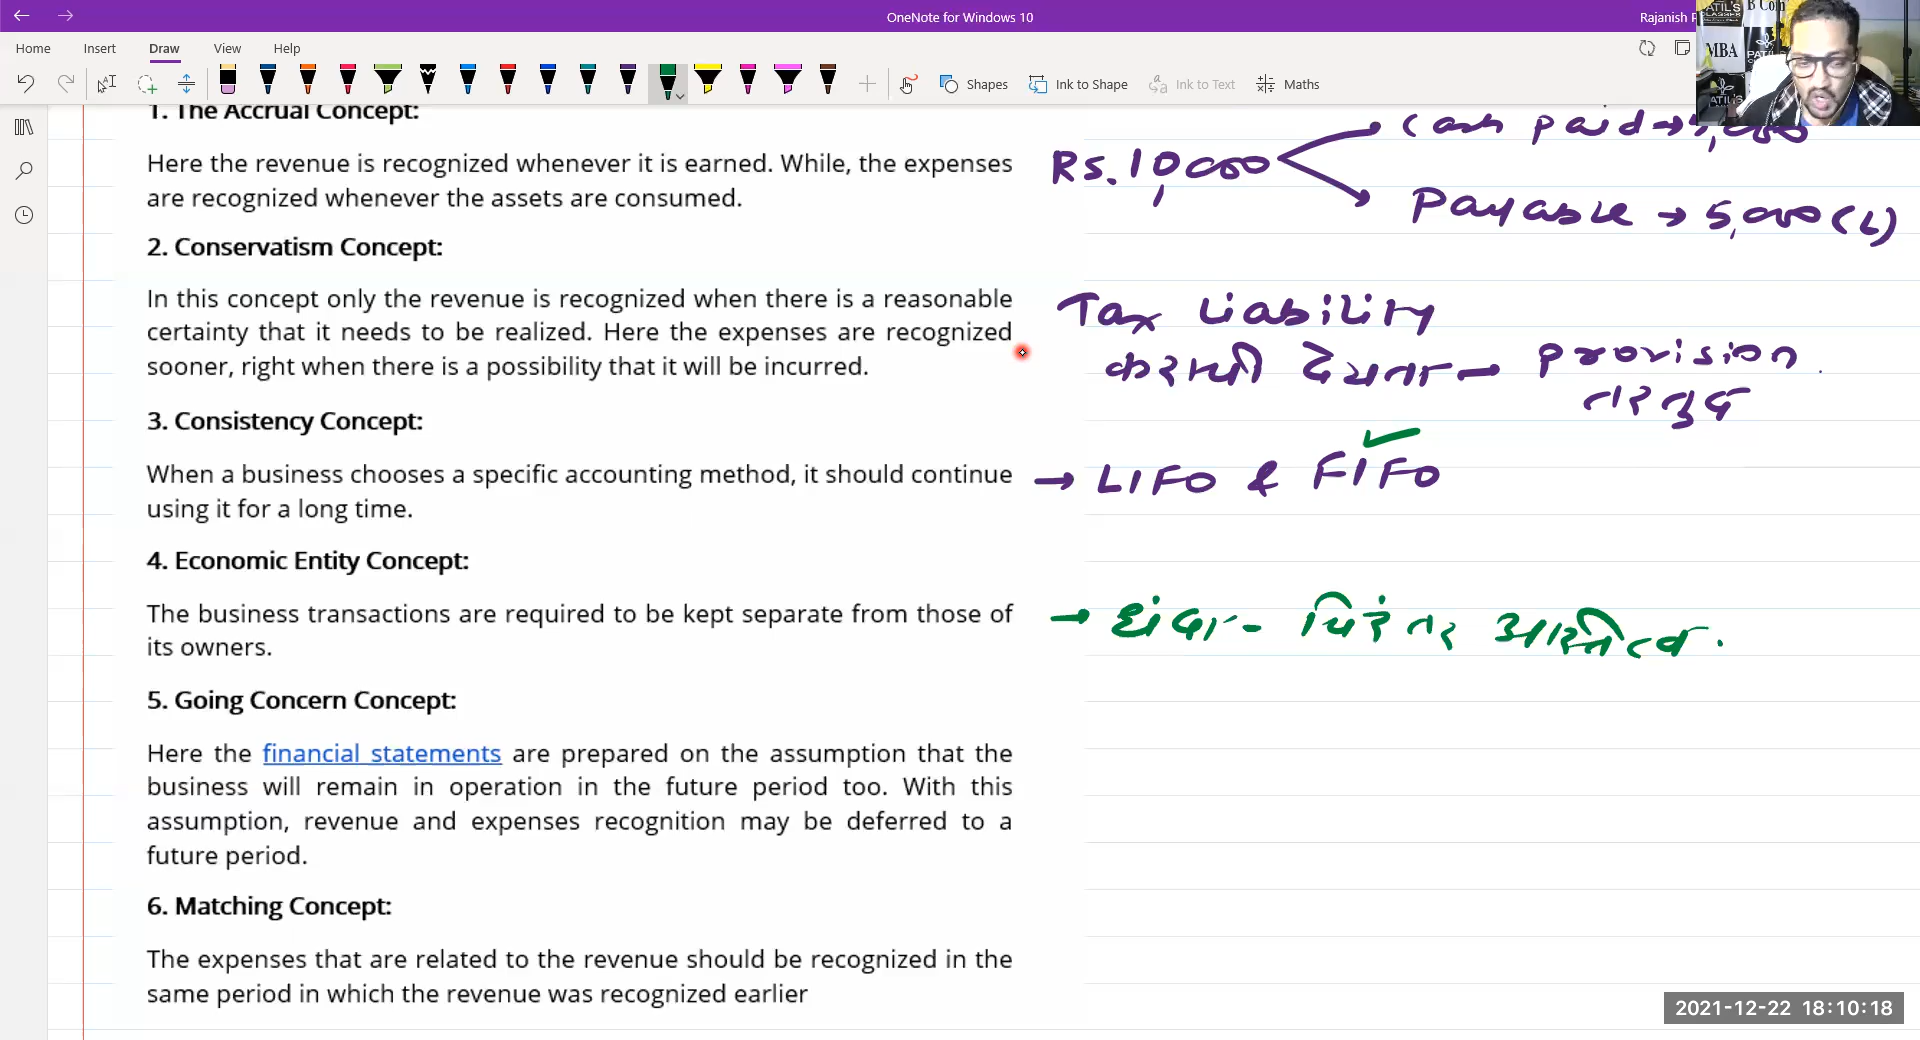 OneNote for Windows 10
Rajanish P
Home Insert Draw View Help
Shapes Ink to Shape Ink to Text Maths
PATIL'S CLASSES B Com
MBA PATIL
1. The Accrual Concept:
Here the revenue is recognized whenever it is earned. While, the expenses
are recognized whenever the assets are consumed.
2. Conservatism Concept:
In this concept only the revenue is recognized when there is a reasonable
certainty that it needs to be realized. Here the expenses are recognized
sooner, right when there is a possibility that it will be incurred.
3. Consistency Concept:
When a business chooses a specific accounting method, it should continue
using it for a long time.
4. Economic Entity Concept:
The business transactions are required to be kept separate from those of
its owners.
5. Going Concern Concept:
Here the financial statements are prepared on the assumption that the
business will remain in operation in the future period too. With this
assumption, revenue and expenses recognition may be deferred to a
future period.
6. Matching Concept:
The expenses that are related to the revenue should be recognized in the
same period in which the revenue was recognized earlier
Cash paid →
Rs. 10,000
Payable → 5,000 (L)
Tax Liability
कराची देयता → Provision
तरतूद
→ LIFO & FIFO ✓
→ धंदा -
2021-12-22 18:10:18